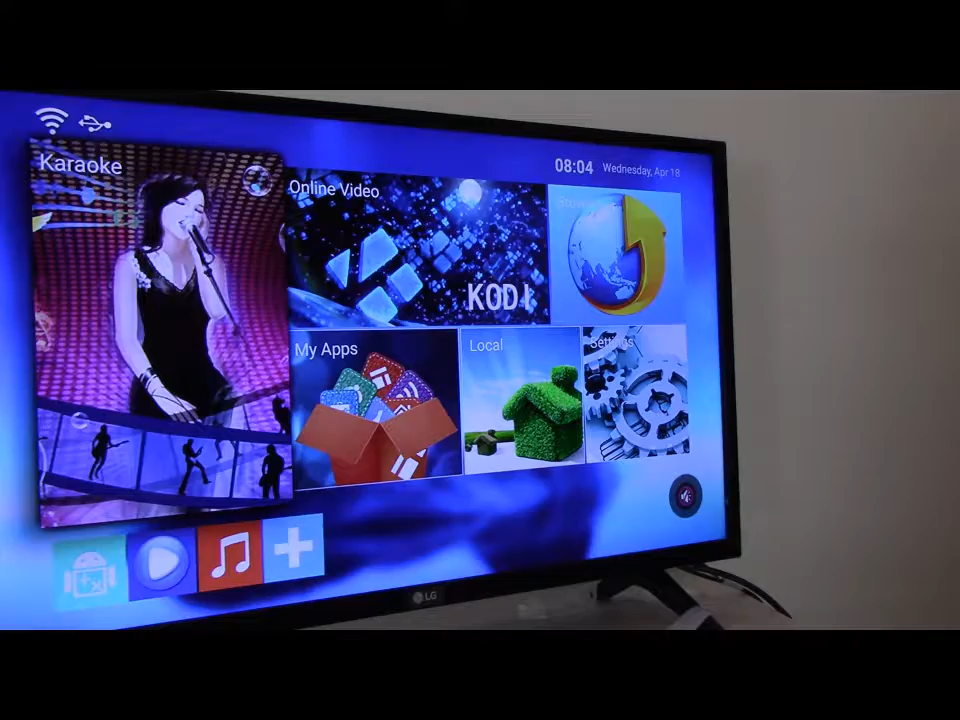 08:04 Wednesday, Apr 18
Karaoke
Online Video
KODI
My Apps
Local
Settings
LG